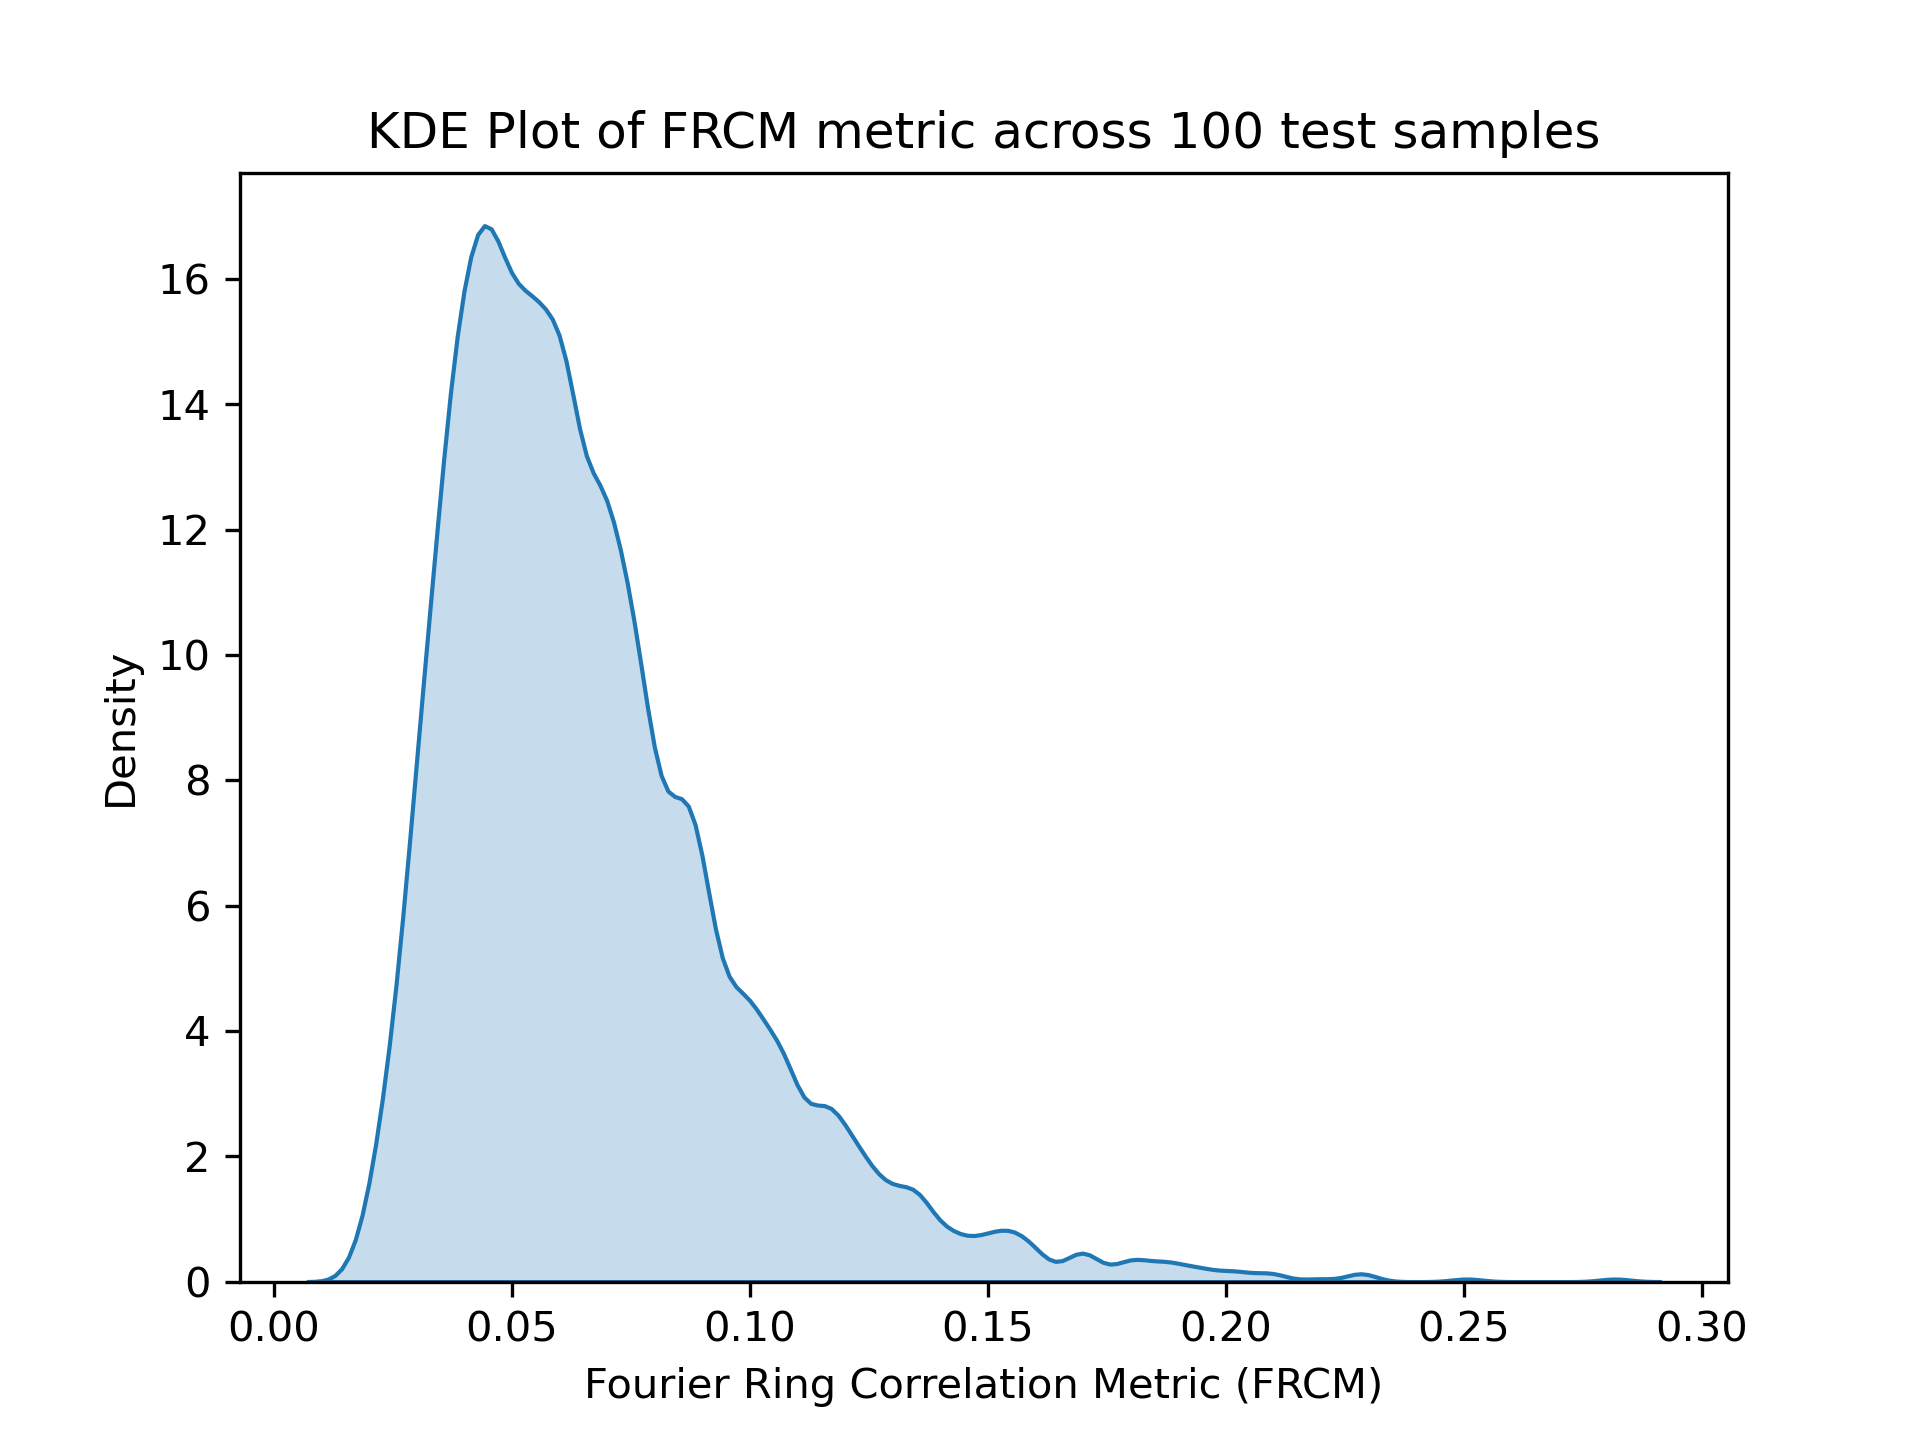 KDE Plot of FRCM metric across 100 test samples
16
14
12
10
8
6
4
2
0
Density
0.00 0.05 0.10 0.15 0.20 0.25 0.30
Fourier Ring Correlation Metric (FRCM)